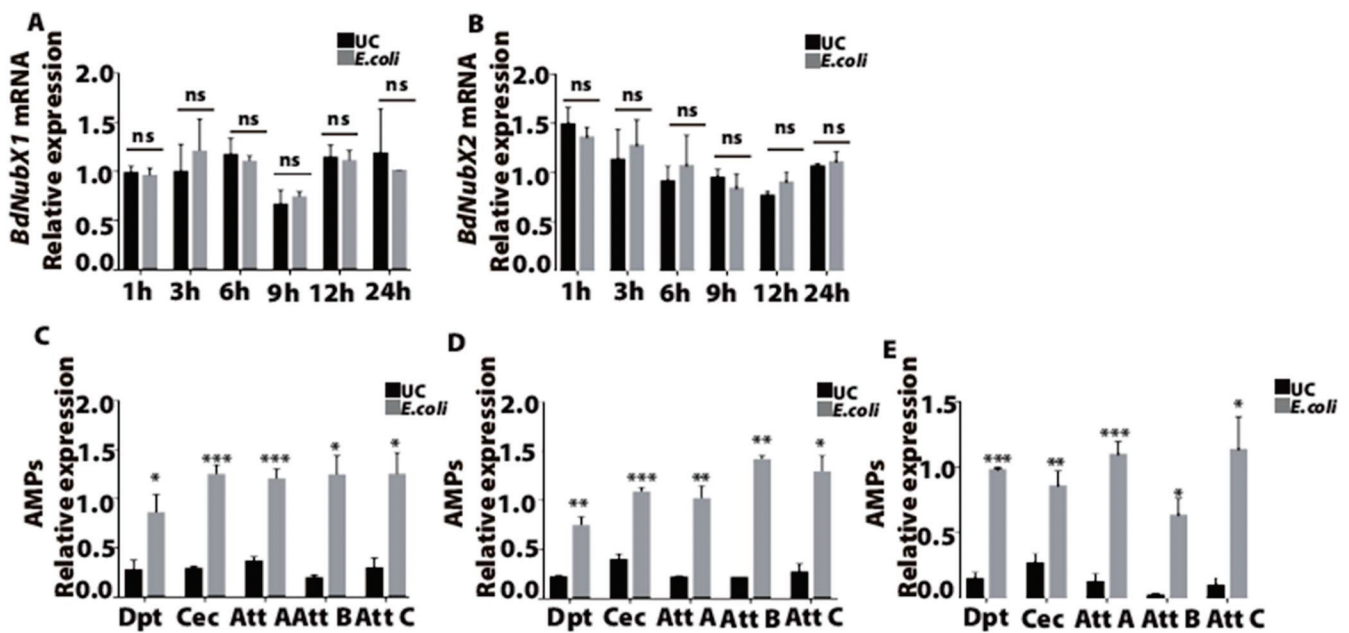 A
UC
E.coli
BdNubX1 mRNA
Relative expression
2.0
1.5
1.0
0.5
0.0
ns
ns
ns
ns
ns
ns
1h 3h 6h 9h 12h 24h
B
UC
E.coli
BdNubX2 mRNA
Relative expression
2.0
1.5
1.0
0.5
0.0
ns
ns
ns
ns
ns
ns
1h 3h 6h 9h 12h 24h
C
UC
E.coli
AMPs
Relative expression
2.0
1.5
1.0
0.5
0.0
* *** *** * *
Dpt Cec Att A Att B Att C
D
UC
E.coli
AMPs
Relative expression
2.0
1.5
1.0
0.5
0.0
** *** ** ** *
Dpt Cec Att A Att B Att C
E
UC
E.coli
AMPs
Relative expression
1.5
1.0
0.5
0.0
*** ** *** * *
Dpt Cec Att A Att B Att C